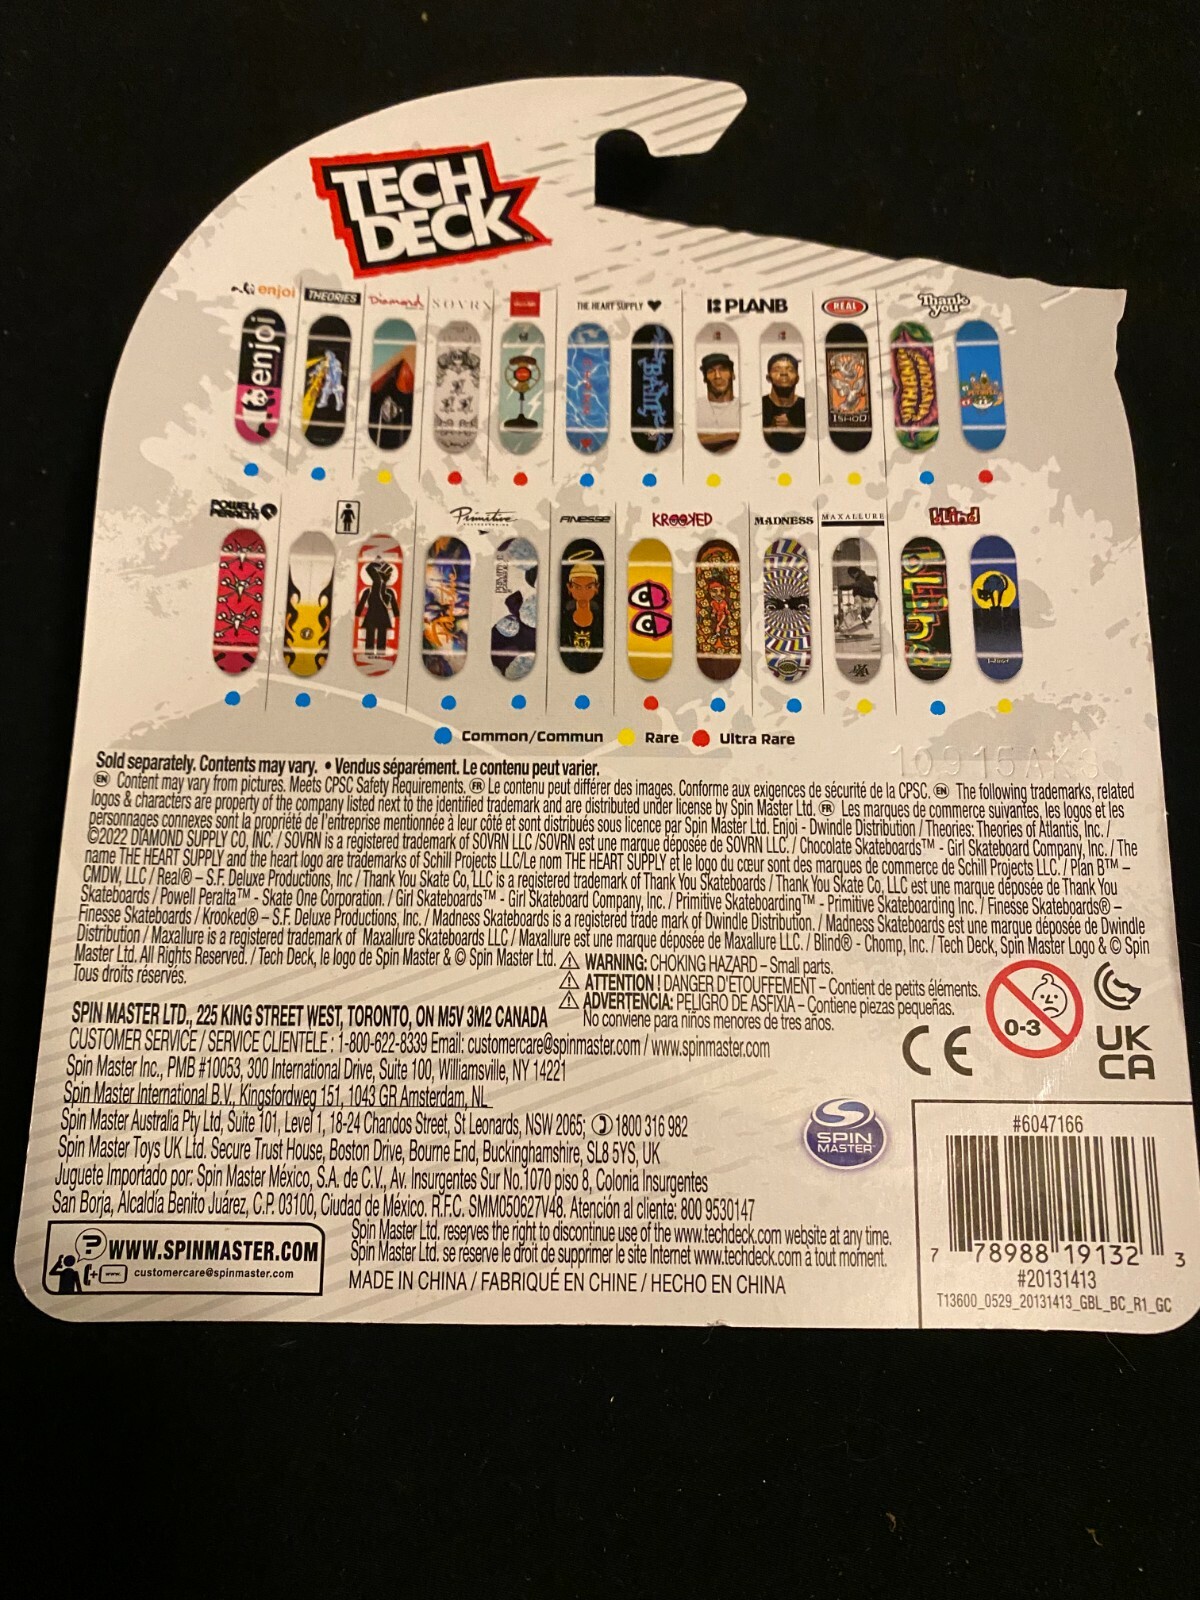 TECH
DECK™
enjoi
THEORIES
Diamond
SOVRN
THE HEART SUPPLY
PLANB
REAL
Thank
you
enjoi
BAM
ISHOD
POWELL
PERALTA
Primitive
SKATEBOARDING
FINESSE
KROOKED
MADNESS
MAXALLURE
blind
Common/Commun
Rare
Ultra Rare
10915AK3
Sold separately. Contents may vary. • Vendus séparément. Le contenu peut varier.
EN Content may vary from pictures. Meets CPSC Safety Requirements. FR Le contenu peut différer des images. Conforme aux exigences de sécurité de la CPSC. EN The following trademarks, related
logos & characters are property of the company listed next to the identified trademark and are distributed under license by Spin Master Ltd. FR Les marques de commerce suivantes, les logos et les
personnages connexes sont la propriété de l'entreprise mentionnée à leur côté et sont distribués sous licence par Spin Master Ltd. Enjoi - Dwindle Distribution / Theories: Theories of Atlantis, Inc. /
©2022 DIAMOND SUPPLY CO, INC. / SOVRN is a registered trademark of SOVRN LLC /SOVRN est une marque déposée de SOVRN LLC. / Chocolate Skateboards™ - Girl Skateboard Company, Inc. / The
name THE HEART SUPPLY and the heart logo are trademarks of Schill Projects LLC/Le nom THE HEART SUPPLY et le logo du cœur sont des marques de commerce de Schill Projects LLC. / Plan B™ –
CMDW, LLC / Real® – S.F. Deluxe Productions, Inc / Thank You Skate Co, LLC is a registered trademark of Thank You Skateboards / Thank You Skate Co, LLC est une marque déposée de Thank You
Skateboards / Powell Peralta™ - Skate One Corporation. / Girl Skateboards™ - Girl Skateboard Company, Inc. / Primitive Skateboarding™ - Primitive Skateboarding Inc. / Finesse Skateboards® –
Finesse Skateboards / Krooked® – S.F. Deluxe Productions, Inc. / Madness Skateboards is a registered trade mark of Dwindle Distribution. / Madness Skateboards est une marque déposée de Dwindle
Distribution / Maxallure is a registered trademark of Maxallure Skateboards LLC / Maxallure est une marque déposée de Maxallure LLC. / Blind® - Chomp, Inc. / Tech Deck, Spin Master Logo & © Spin
Master Ltd. All Rights Reserved. / Tech Deck, le logo de Spin Master & © Spin Master Ltd.
Tous droits réservés.
WARNING: CHOKING HAZARD – Small parts.
ATTENTION ! DANGER D'ÉTOUFFEMENT – Contient de petits éléments.
ADVERTENCIA: PELIGRO DE ASFIXIA – Contiene piezas pequeñas.
No conviene para niños menores de tres años.
0-3
CE
UK
CA
SPIN MASTER LTD., 225 KING STREET WEST, TORONTO, ON M5V 3M2 CANADA
CUSTOMER SERVICE / SERVICE CLIENTÈLE : 1-800-622-8339 Email: customercare@spinmaster.com / www.spinmaster.com
Spin Master Inc., PMB #10053, 300 International Drive, Suite 100, Williamsville, NY 14221
Spin Master International B.V., Kingsfordweg 151, 1043 GR Amsterdam, NL
Spin Master Australia Pty Ltd, Suite 101, Level 1, 18-24 Chandos Street, St Leonards, NSW 2065; 1800 316 982
Spin Master Toys UK Ltd. Secure Trust House, Boston Drive, Bourne End, Buckinghamshire, SL8 5YS, UK
Juguete Importado por: Spin Master México, S.A. de C.V., Av. Insurgentes Sur No.1070 piso 8, Colonia Insurgentes
San Borja, Alcaldía Benito Juárez, C.P. 03100, Ciudad de México. R.F.C. SMM050627V48. Atención al cliente: 800 9530147
SPIN
MASTER™
? WWW.SPINMASTER.COM
www. customercare@spinmaster.com
Spin Master Ltd. reserves the right to discontinue use of the www.techdeck.com website at any time.
Spin Master Ltd. se réserve le droit de supprimer le site Internet www.techdeck.com à tout moment.
MADE IN CHINA / FABRIQUÉ EN CHINE / HECHO EN CHINA
#6047166
7 78988 19132 3
#20131413
T13600_0529_20131413_GBL_BC_R1_GC